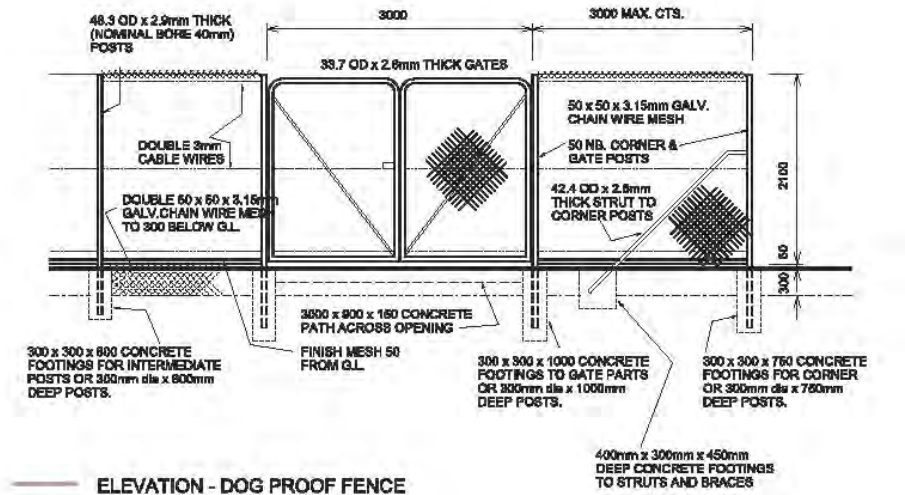 48.3 OD x 2.9mm THICK
(NOMINAL BORE 40mm)
POSTS
3000
3000 MAX. CTS.
33.7 OD x 2.6mm THICK GATES
50 x 50 x 3.15mm GALV.
CHAIN WIRE MESH
DOUBLE 3mm
CABLE WIRES
50 NB. CORNER &
GATE POSTS
DOUBLE 50 x 50 x 3.15mm
GALV.CHAIN WIRE MESH
TO 300 BELOW G.L.
42.4 OD x 2.6mm
THICK STRUT TO
CORNER POSTS
2100
50
300
3000 x 900 x 150 CONCRETE
PATH ACROSS OPENING
FINISH MESH 50
FROM G.L.
300 x 300 x 600 CONCRETE
FOOTINGS FOR INTERMEDIATE
POSTS OR 300mm dia x 600mm
DEEP POSTS.
300 x 300 x 1000 CONCRETE
FOOTINGS TO GATE PARTS
OR 300mm dia x 1000mm
DEEP POSTS.
300 x 300 x 750 CONCRETE
FOOTINGS FOR CORNER
OR 300mm dia x 750mm
DEEP POSTS.
400mm x 300mm x 450mm
DEEP CONCRETE FOOTINGS
TO STRUTS AND BRACES
ELEVATION - DOG PROOF FENCE